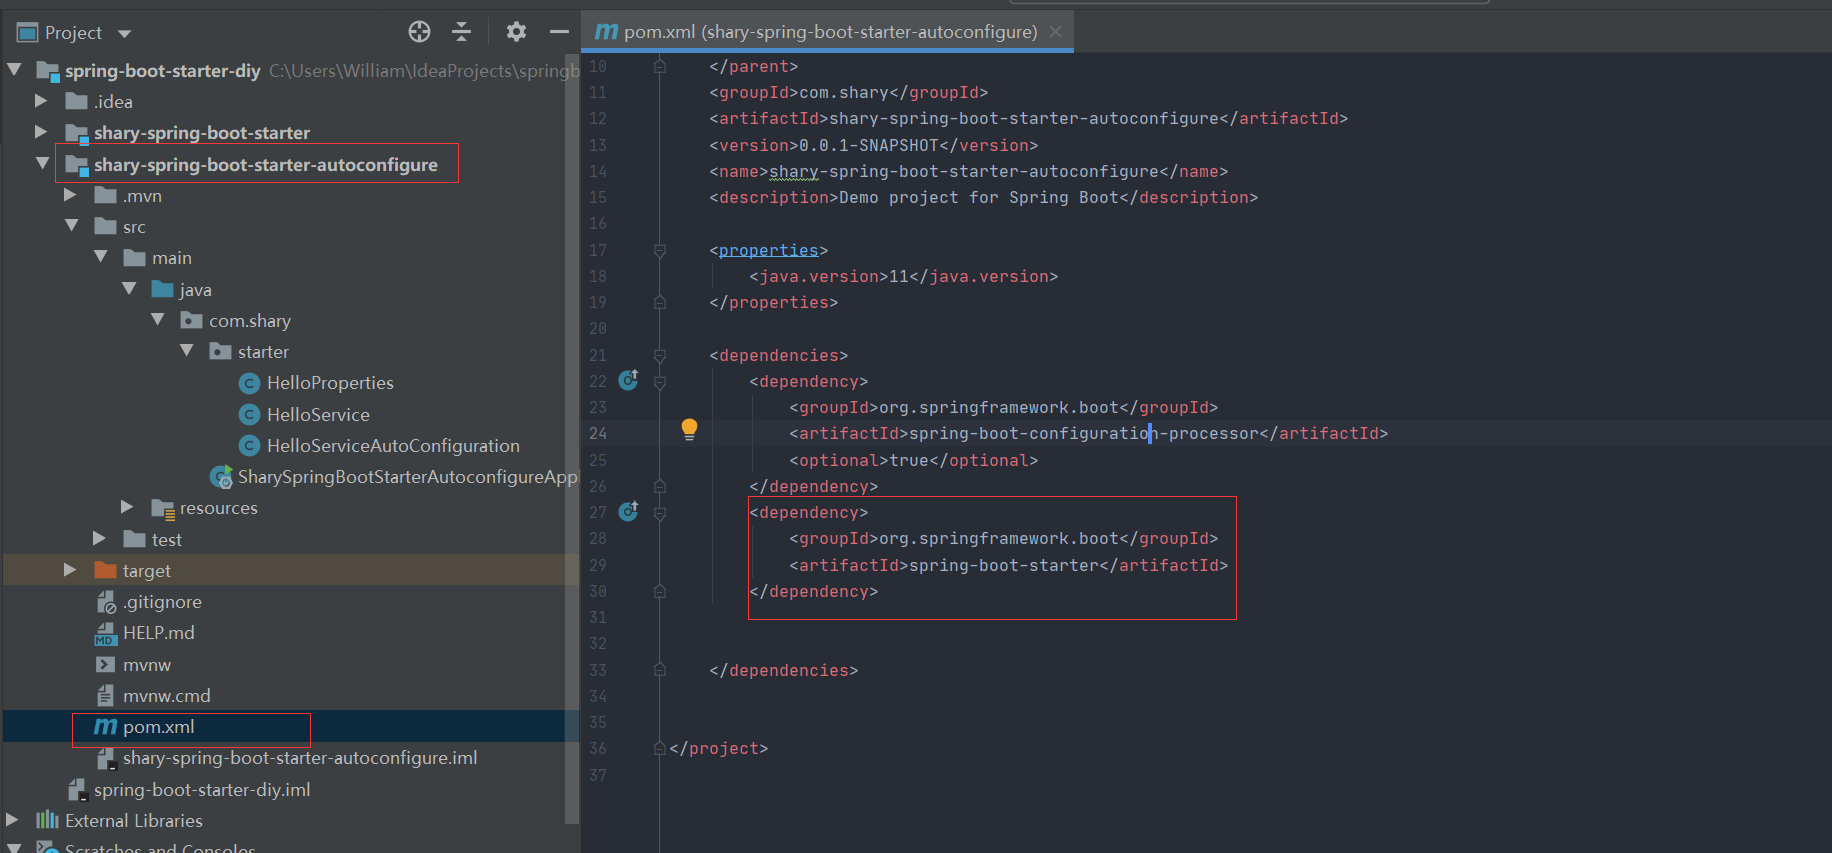 Project
spring-boot-starter-diy C:\Users\William\IdeaProjects\springb
.idea
shary-spring-boot-starter
shary-spring-boot-starter-autoconfigure
.mvn
src
main
java
com.shary
starter
HelloProperties
HelloService
HelloServiceAutoConfiguration
SharySpringBootStarterAutoconfigureAppl
resources
test
target
.gitignore
HELP.md
mvnw
mvnw.cmd
pom.xml
shary-spring-boot-starter-autoconfigure.iml
spring-boot-starter-diy.iml
External Libraries
Scratches and Consoles
pom.xml (shary-spring-boot-starter-autoconfigure)
10 </parent>
11 <groupId>com.shary</groupId>
12 <artifactId>shary-spring-boot-starter-autoconfigure</artifactId>
13 <version>0.0.1-SNAPSHOT</version>
14 <name>shary-spring-boot-starter-autoconfigure</name>
15 <description>Demo project for Spring Boot</description>
16
17 <properties>
18 <java.version>11</java.version>
19 </properties>
20
21 <dependencies>
22 <dependency>
23 <groupId>org.springframework.boot</groupId>
24 <artifactId>spring-boot-configuration-processor</artifactId>
25 <optional>true</optional>
26 </dependency>
27 <dependency>
28 <groupId>org.springframework.boot</groupId>
29 <artifactId>spring-boot-starter</artifactId>
30 </dependency>
31
32
33 </dependencies>
34
35
36 </project>
37